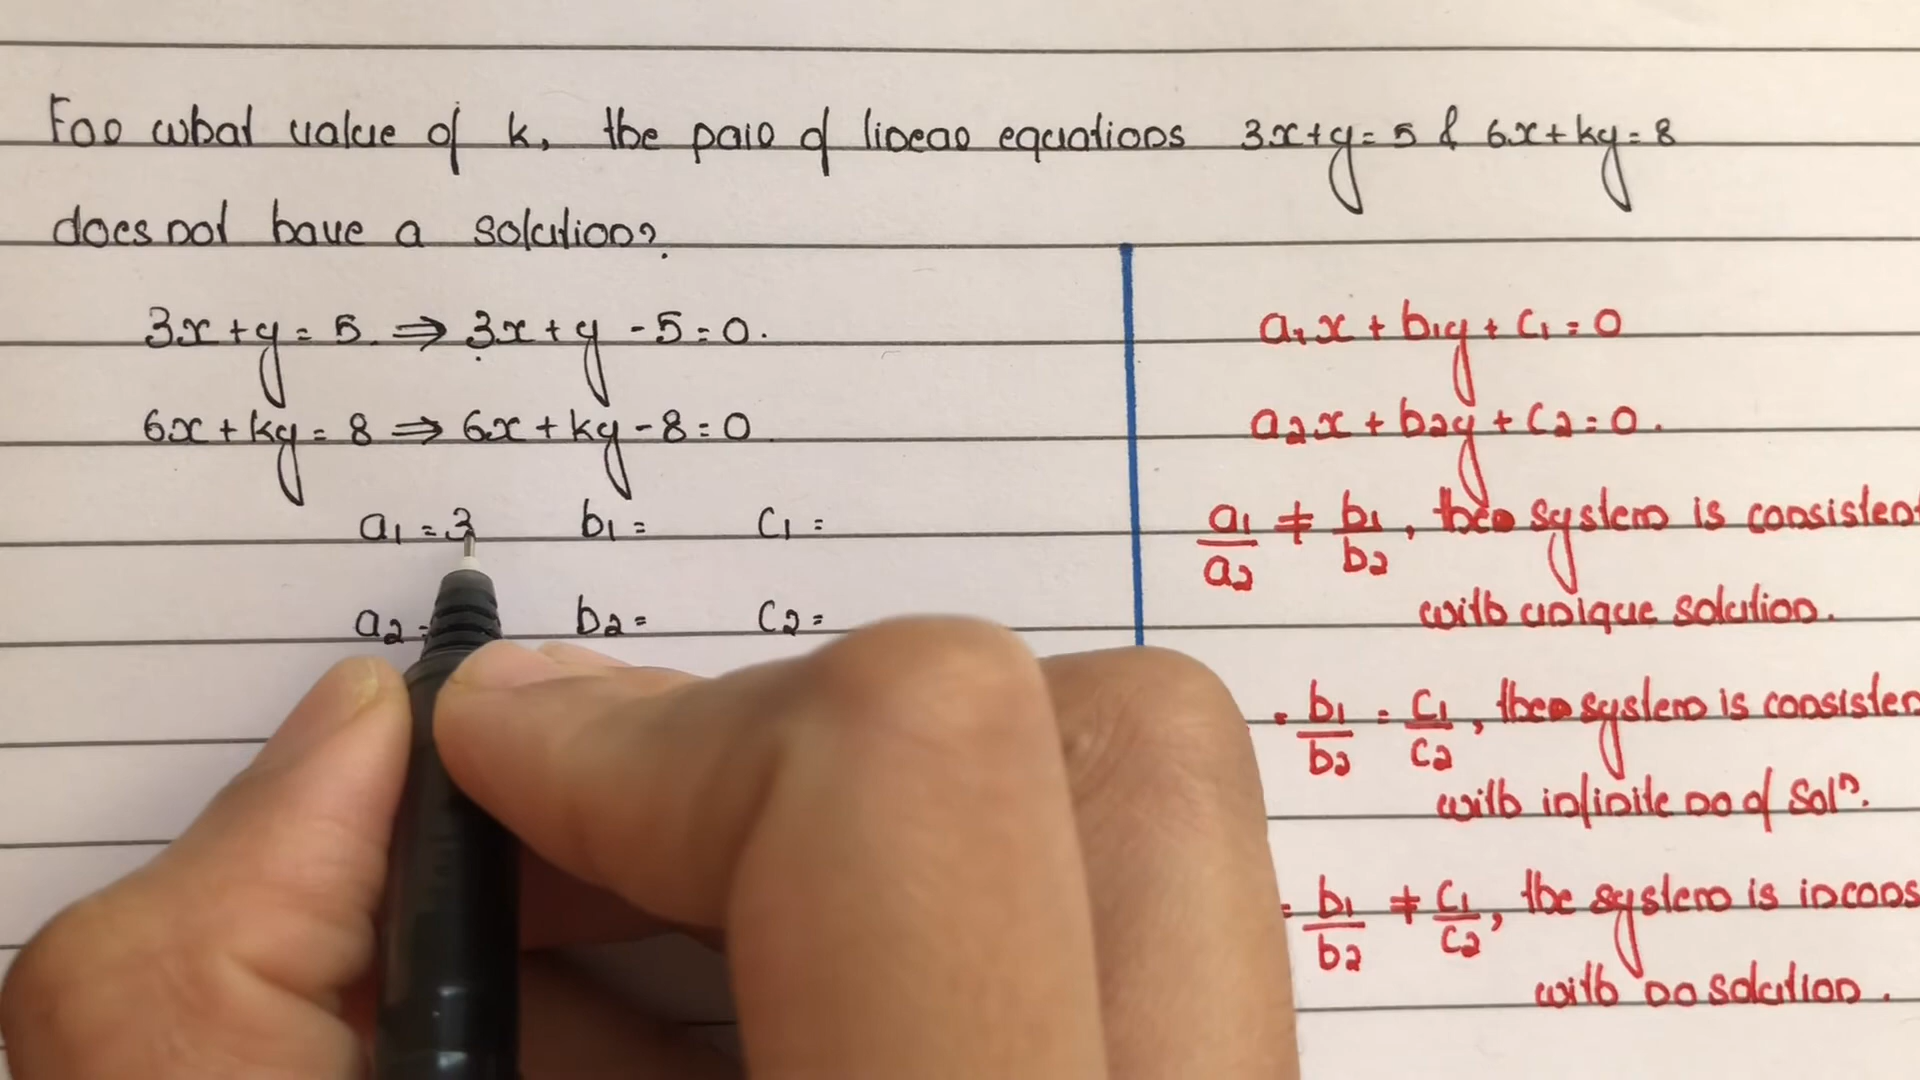 For what value of k, the pair of linear equations 3x+y=5 & 6x+ky=8
does not have a solution?
3x+y=5. ⇒ 3x+y-5=0.
6x+ky=8 ⇒ 6x+ky-8=0
a₁=3 b₁= c₁=
a₂= b₂= c₂=
a₁x+b₁y+c₁=0
a₂x+b₂y+c₂=0.
a₁/a₂ ≠ b₁/b₂, then system is consistent
with unique solution.
= b₁/b₂ = c₁/c₂, then system is consisten
with infinite no of Solⁿ.
= b₁/b₂ ≠ c₁/c₂, the system is incons
with no solution.